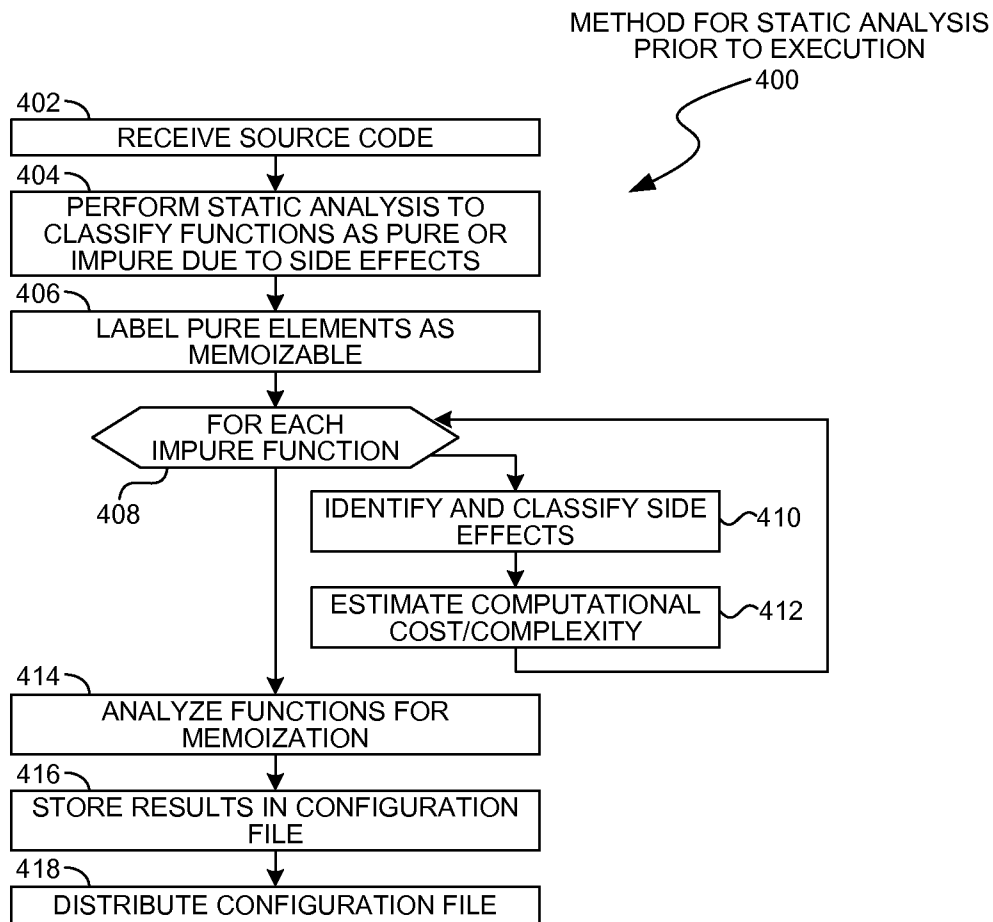 METHOD FOR STATIC ANALYSIS
PRIOR TO EXECUTION
400
402
RECEIVE SOURCE CODE
404
PERFORM STATIC ANALYSIS TO
CLASSIFY FUNCTIONS AS PURE OR
IMPURE DUE TO SIDE EFFECTS
406
LABEL PURE ELEMENTS AS
MEMOIZABLE
FOR EACH
IMPURE FUNCTION
408
IDENTIFY AND CLASSIFY SIDE
EFFECTS
410
ESTIMATE COMPUTATIONAL
COST/COMPLEXITY
412
414
ANALYZE FUNCTIONS FOR
MEMOIZATION
416
STORE RESULTS IN CONFIGURATION
FILE
418
DISTRIBUTE CONFIGURATION FILE